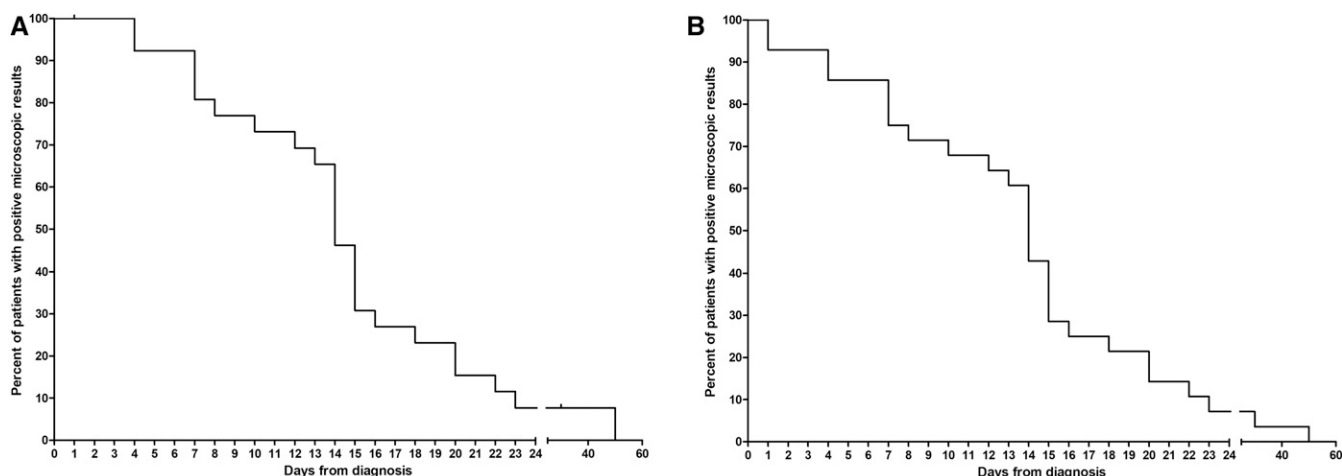 A
Percent of patients with positive microscopic results
100
90
80
70
60
50
40
30
20
10
0
0 1 2 3 4 5 6 7 8 9 10 11 12 13 14 15 16 17 18 19 20 21 22 23 24 40 60
Days from diagnosis
B
Percent of patients with positive microscopic results
100
90
80
70
60
50
40
30
20
10
0
0 1 2 3 4 5 6 7 8 9 10 11 12 13 14 15 16 17 18 19 20 21 22 23 24 40 60
Days from diagnosis